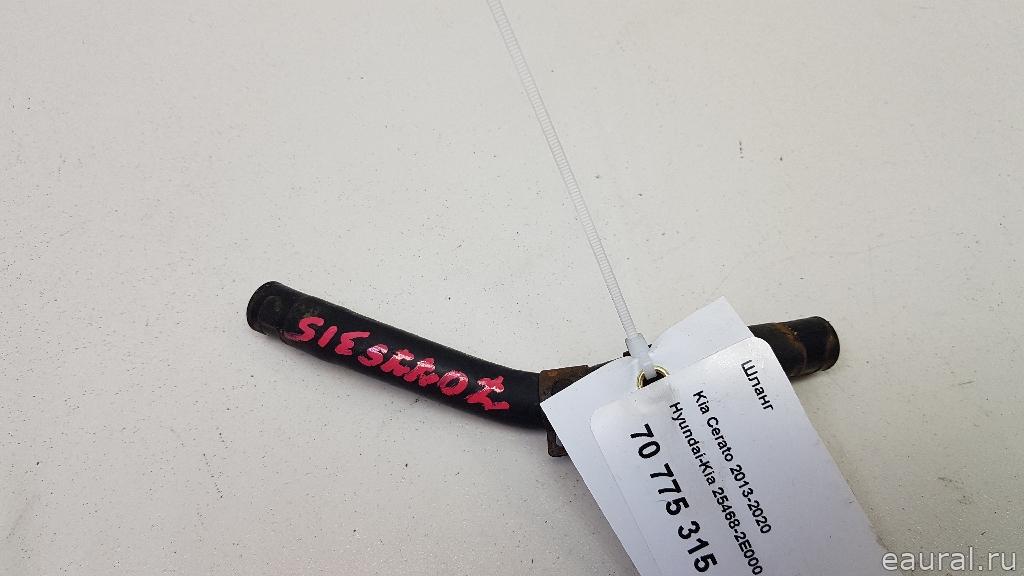 Шланг
Kia Cerato 2013-2020
Hyundai-Kia 25468-2E000
70 775 315
70775315
eaural.ru